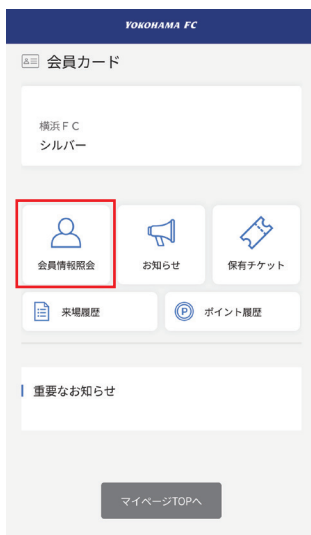 YOKOHAMA FC
会員カード
横浜ＦＣ
シルバー
会員情報照会
お知らせ
保有チケット
来場履歴
P ポイント履歴
重要なお知らせ
マイページTOPへ